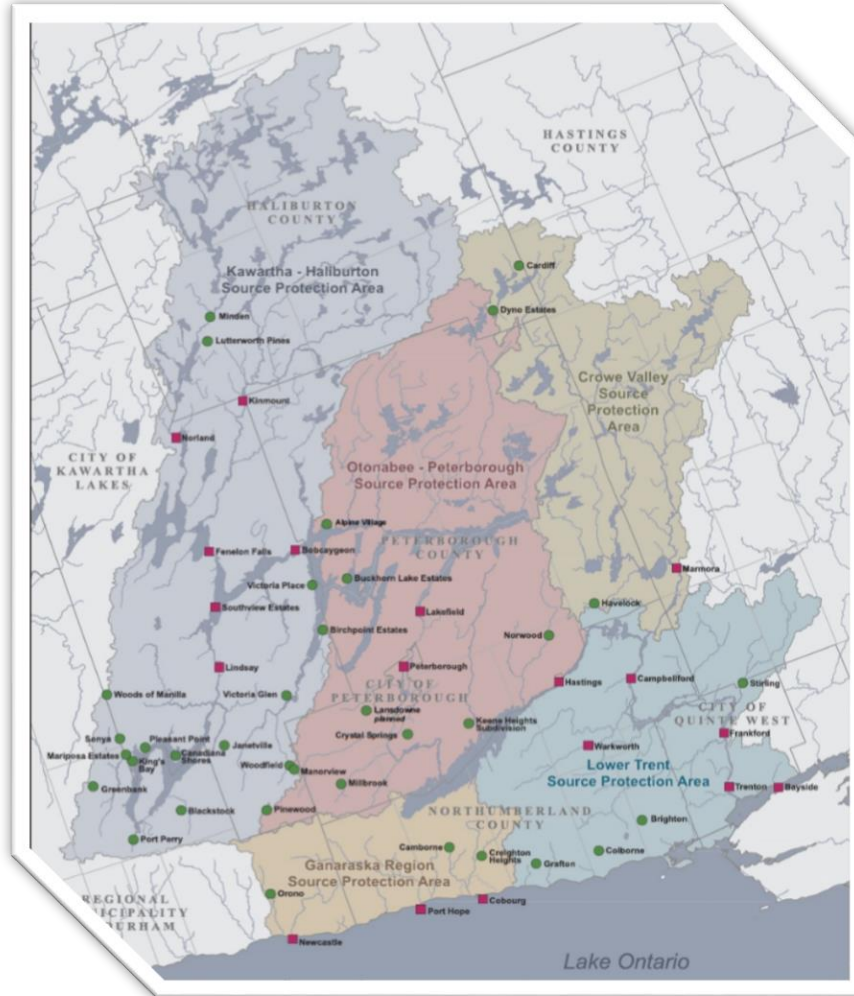 HASTINGS
COUNTY
HALIBURTON
COUNTY
Cardiff
Kawartha - Haliburton
Source Protection Area
Dyno Estates
Minden
Lutterworth Pines
Crowe Valley
Source
Protection
Area
Kinmount
Norland
CITY OF
KAWARTHA
LAKES
Otonabee - Peterborough
Source Protection Area
Alpine Village
PETERBOROUGH
COUNTY
Fenelon Falls
Bobcaygeon
Marmora
Buckhorn Lake Estates
Victoria Place
Havelock
Southview Estates
Lakefield
Birchpoint Estates
Norwood
Lindsay
Peterborough
Hastings
Campbellford
Stirling
CITY OF
PETERBOROUGH
Woods of Manilla
Victoria Glen
Lansdowne
planned
CITY OF
QUINTE WEST
Keene Heights
Subdivision
Frankford
Crystal Springs
Sonya
Pleasant Point
Janetville
Warkworth
Mariposa Estates
Canadiana
Shores
King's
Bay
Woodfield
Manorview
Lower Trent
Source Protection Area
Greenbank
Millbrook
Trenton
Bayside
Blackstock
Pinewood
NORTHUMBERLAND
COUNTY
Brighton
Port Perry
Camborne
Creighton
Heights
Colborne
Grafton
Ganaraska Region
Source Protection Area
Orono
REGIONAL
NICIPALITY
DURHAM
Cobourg
Port Hope
Newcastle
Lake Ontario